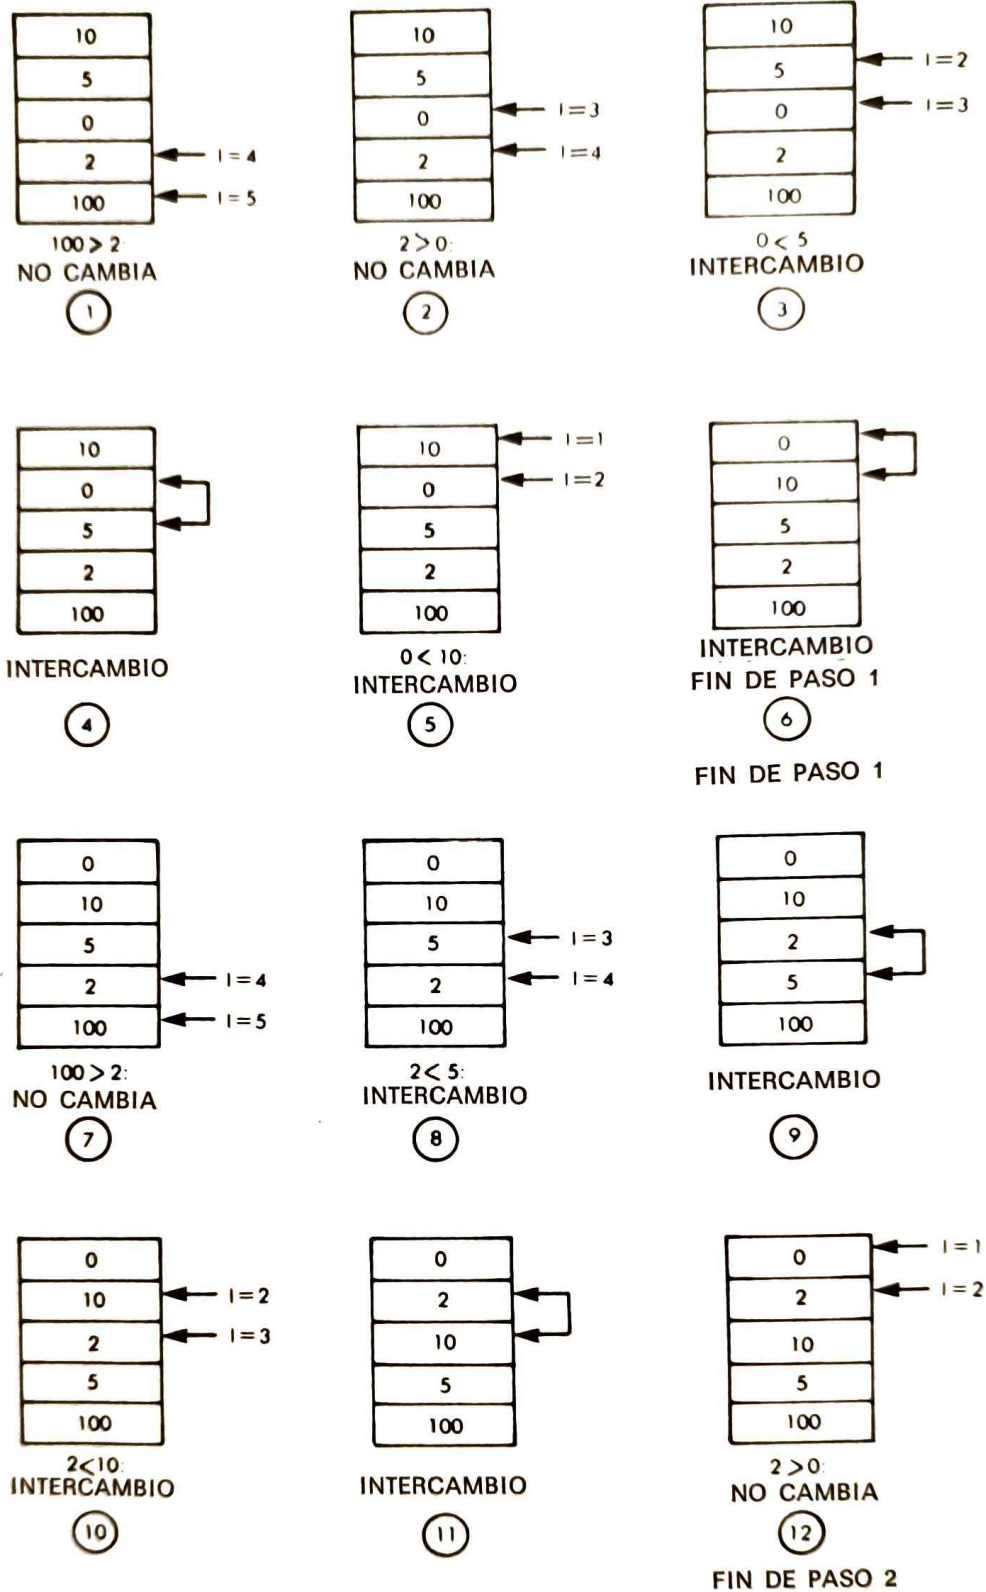 10
5
0
2 I = 4
100 I = 5
100 > 2:
NO CAMBIA
1
10
5
0 I = 3
2 I = 4
100
2 > 0:
NO CAMBIA
2
10
5 I = 2
0 I = 3
2
100
0 < 5
INTERCAMBIO
3
10
0
5
2
100
INTERCAMBIO
4
10 I = 1
0 I = 2
5
2
100
0 < 10:
INTERCAMBIO
5
0
10
5
2
100
INTERCAMBIO
FIN DE PASO 1
6
FIN DE PASO 1
0
10
5
2 I = 4
100 I = 5
100 > 2:
NO CAMBIA
7
0
10
5 I = 3
2 I = 4
100
2 < 5:
INTERCAMBIO
8
0
10
2
5
100
INTERCAMBIO
9
0
10 I = 2
2 I = 3
5
100
2 < 10:
INTERCAMBIO
10
0
2
10
5
100
INTERCAMBIO
11
0 I = 1
2 I = 2
10
5
100
2 > 0:
NO CAMBIA
12
FIN DE PASO 2